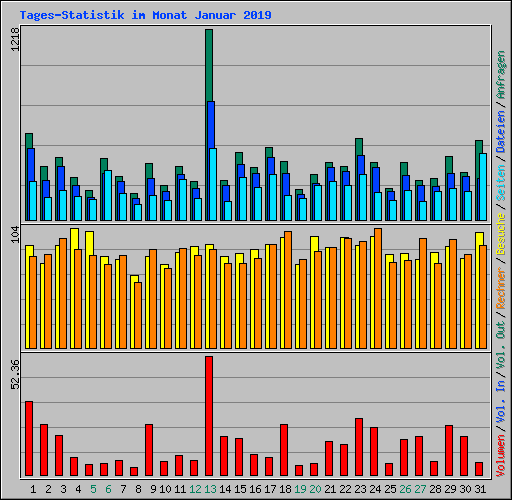 Tages-Statistik im Monat Januar 2019
1218
104
52.36
Volumen / Vol. In / Vol. Out / Rechner / Besuche / Seiten / Dateien / Anfragen
1 2 3 4 5 6 7 8 9 10 11 12 13 14 15 16 17 18 19 20 21 22 23 24 25 26 27 28 29 30 31